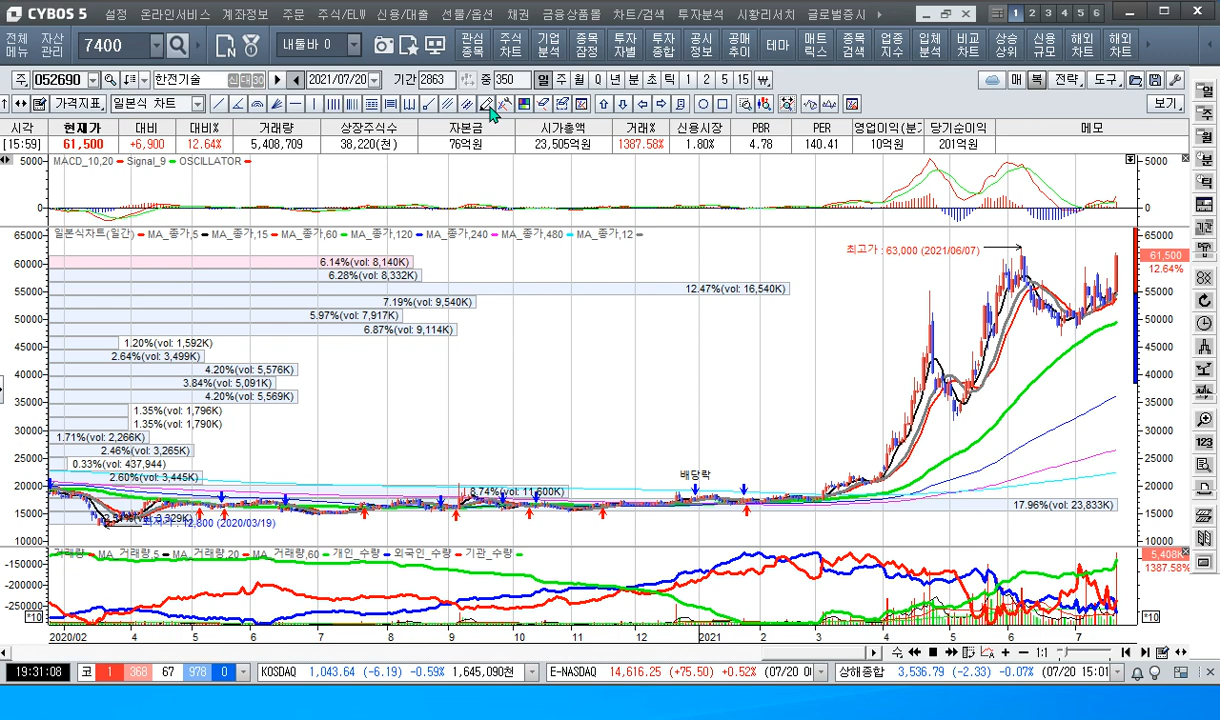 CYBOS 5 설정 온라인서비스 계좌정보 주문 주식/ELW 신용/대출 선물/옵션 채권 금융상품몰 차트/검색 투자분석 시황리서치 글로벌증시 1 2 3 4 5 6
전체메뉴 자산관리 7400 내툴바 0 관심종목 주식차트 기업분석 종목잠정 투자자별 투자종합 공시정보 공매추이 테마 매트릭스 종목검색 업종지수 입체분석 비교차트 상승상위 신용규모 해외차트 해외차트
주 052690 한전기술 신 대 30 2021/07/20 기간 2863 중 350 일 주 월 Q 년 분 초 틱 1 2 5 15 매 복 전략 도구
가격지표 일본식 차트 보기
시각 현재가 대비 대비% 거래량 상장주식수 자본금 시가총액 거래% 신용시장 PBR PER 영업이익(분기 당기순이익 메모
[15:59] 61,500 +6,900 12.64% 5,408,709 38,220(천) 76억원 23,505억원 1387.58% 1.80% 4.78 140.41 10억원 201억원
5000 MACD_10,20 Signal_9 OSCILLATOR 5000
0 0
65000 일본식차트(일간) MA_종가,5 MA_종가,15 MA_종가,60 MA_종가,120 MA_종가,240 MA_종가,480 MA_종가,12 65000
최고가 : 63,000 (2021/06/07)
61,500
12.64%
60000 6.14%(vol: 8,140K)
6.28%(vol: 8,332K)
55000 12.47%(vol: 16,540K) 55000
7.19%(vol: 9,540K)
50000 5.97%(vol: 7,917K) 50000
6.87%(vol: 9,114K)
45000 1.20%(vol: 1,592K) 45000
2.64%(vol: 3,499K)
40000 4.20%(vol: 5,576K) 40000
3.84%(vol: 5,091K)
35000 4.20%(vol: 5,569K) 35000
1.35%(vol: 1,796K)
30000 1.35%(vol: 1,790K) 30000
1.71%(vol: 2,266K)
25000 2.46%(vol: 3,265K) 25000
0.33%(vol: 437,944)
2.60%(vol: 3,445K) 배당락
20000 8.74%(vol: 11,600K) 20000
17.96%(vol: 23,833K)
15000 12,800 (2020/03/19) 15000
10000 10000
거래량 MA_거래량,5 MA_거래량,20 MA_거래량,60 개인_수량 외국인_수량 기관_수량 5,408K
-150000 1387.58%
-200000
-250000
*10 *10
2020/02 4 5 6 7 8 9 10 11 12 2021 2 3 4 5 6 7
1:1
19:31:08 코 1 368 67 978 0 KOSDAQ 1,043.64 (-6.19) -0.59% 1,645,090천 E-NASDAQ 14,616.25 (+75.50) +0.52% (07/20 상해종합 3,536.79 (-2.33) -0.07% (07/20 15:01
일
주
월
분
틱
123